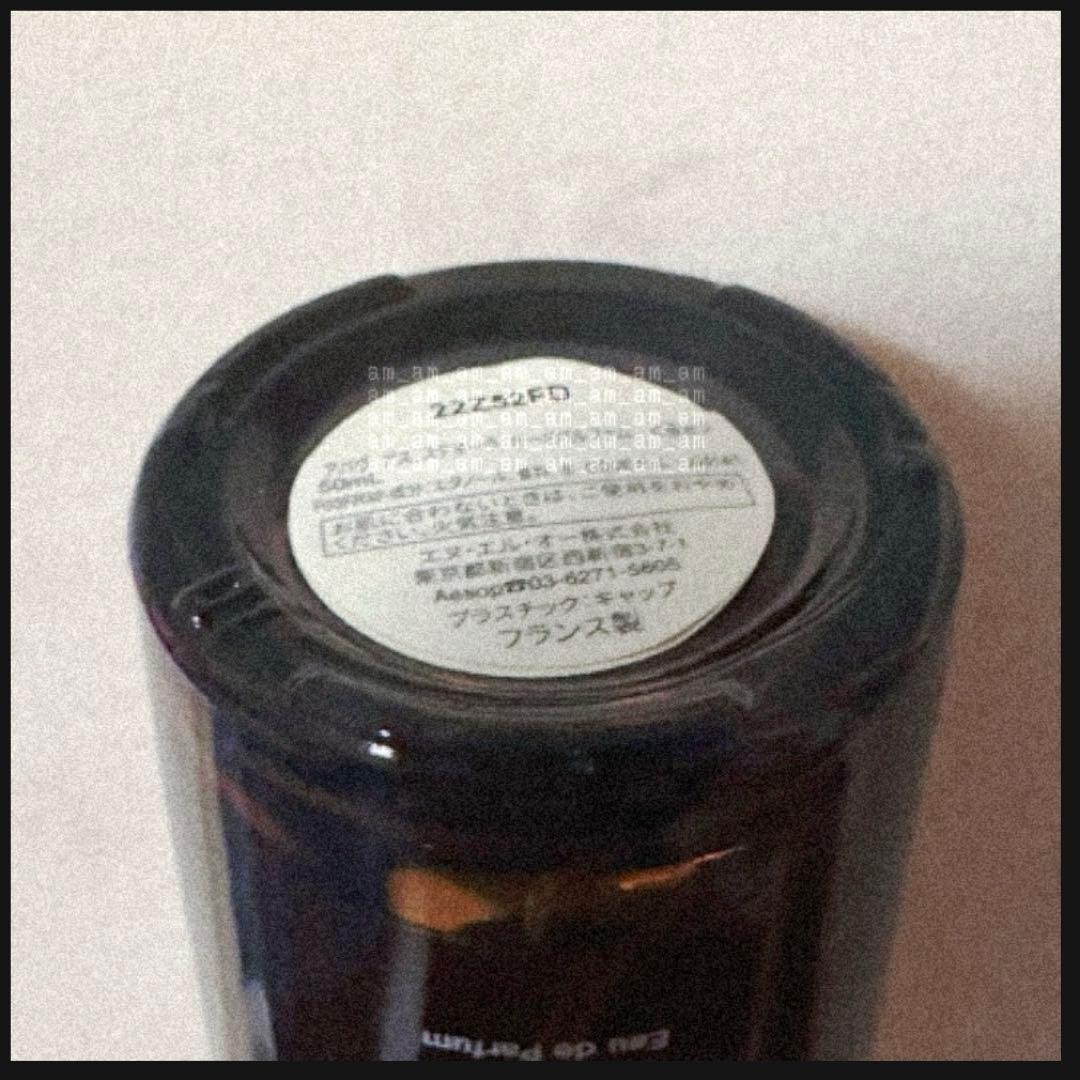 am_am_am_am_am_am_am
22Z52FD
50mL
お肌に合わないときは、ご使用をおやめ
ください。火気注意。
エヌ・エル・オー株式会社
東京都新宿区西新宿3-7-1
Aesop☎03-6271-5605
プラスチック:キャップ
フランス製
Eau de Parfum